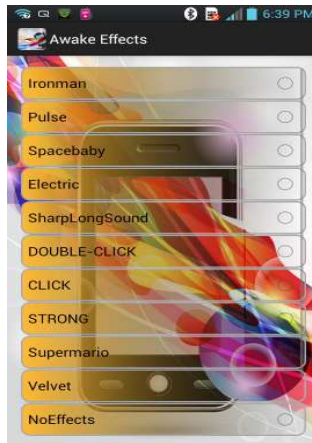 6:39 PM
Awake Effects
Ironman
Pulse
Spacebaby
Electric
SharpLongSound
DOUBLE-CLICK
CLICK
STRONG
Supermario
Velvet
NoEffects